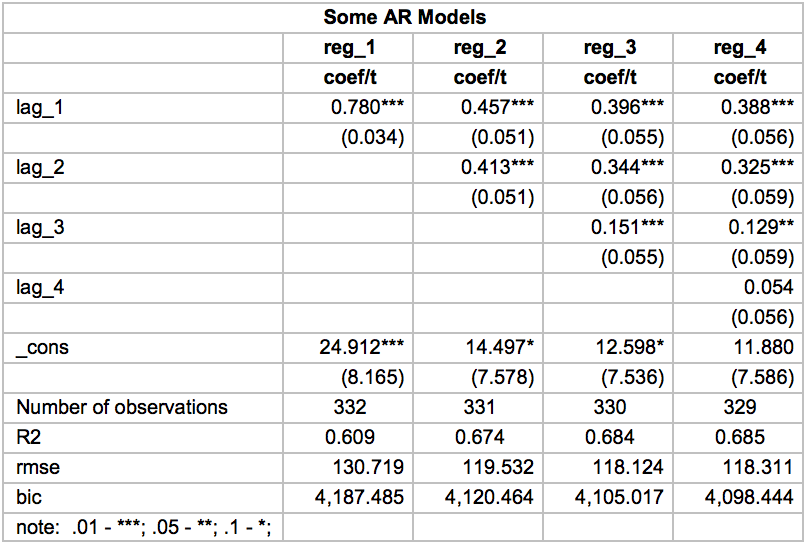 Some AR Models
reg_1 reg_2 reg_3 reg_4
coef/t coef/t coef/t coef/t
lag_1 0.780*** 0.457*** 0.396*** 0.388***
(0.034) (0.051) (0.055) (0.056)
lag_2 0.413*** 0.344*** 0.325***
(0.051) (0.056) (0.059)
lag_3 0.151*** 0.129**
(0.055) (0.059)
lag_4 0.054
(0.056)
_cons 24.912*** 14.497* 12.598* 11.880
(8.165) (7.578) (7.536) (7.586)
Number of observations 332 331 330 329
R2 0.609 0.674 0.684 0.685
rmse 130.719 119.532 118.124 118.311
bic 4,187.485 4,120.464 4,105.017 4,098.444
note: .01 - ***; .05 - **; .1 - *;